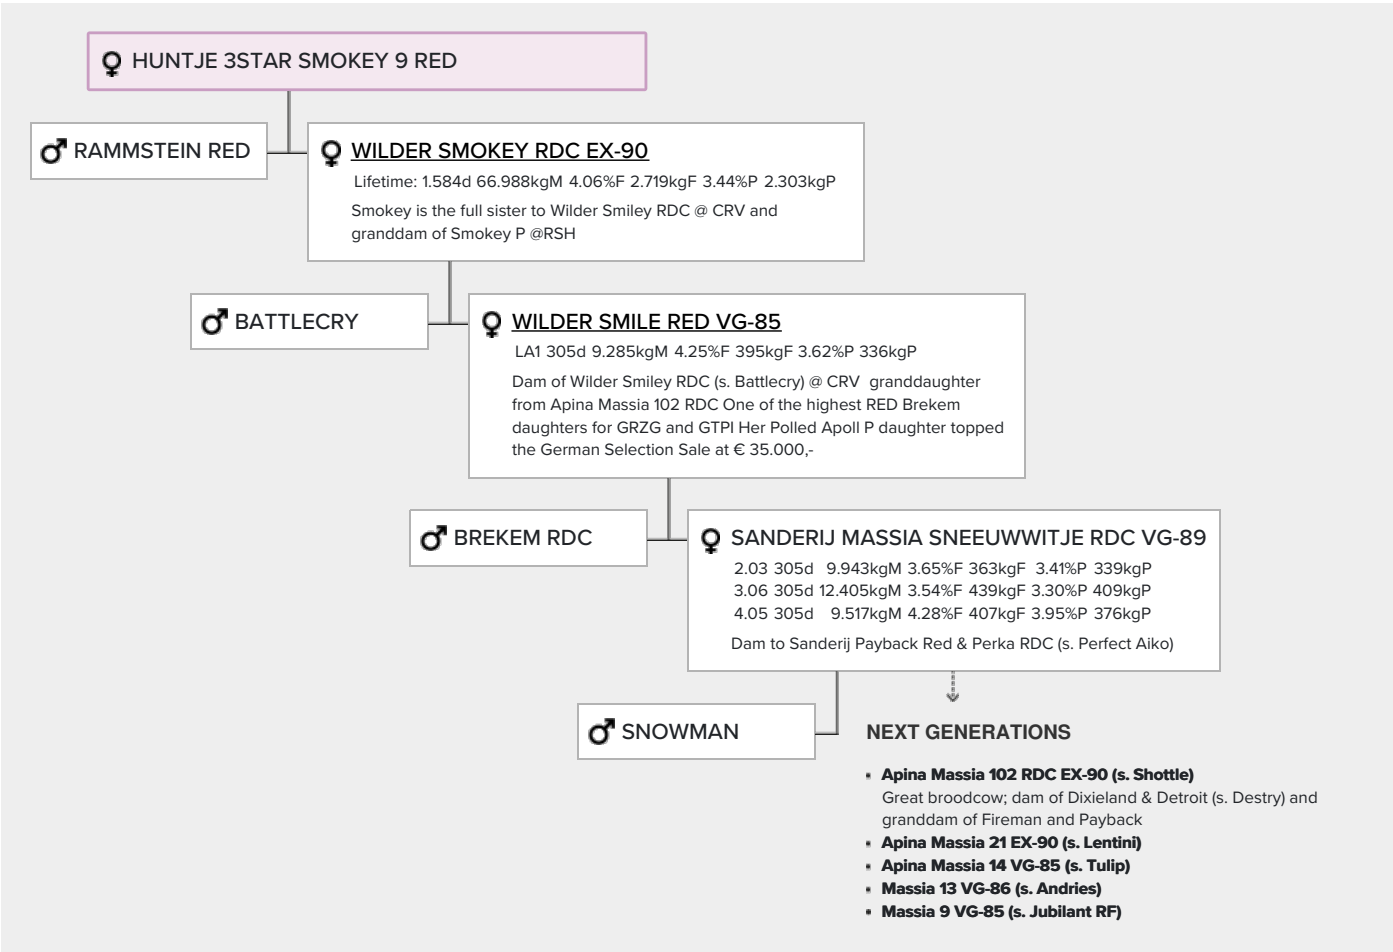 HUNTJE 3STAR SMOKEY 9 RED
RAMMSTEIN RED
WILDER SMOKEY RDC EX-90
Lifetime: 1.584d 66.988kgM 4.06%F 2.719kgF 3.44%P 2.303kgP
Smokey is the full sister to Wilder Smiley RDC @ CRV and
granddam of Smokey P @RSH
BATTLECRY
WILDER SMILE RED VG-85
LA1 305d 9.285kgM 4.25%F 395kgF 3.62%P 336kgP
Dam of Wilder Smiley RDC (s. Battlecry) @ CRV granddaughter
from Apina Massia 102 RDC One of the highest RED Brekem
daughters for GRZG and GTPI Her Polled Apoll P daughter topped
the German Selection Sale at € 35.000,-
BREKEM RDC
SANDERIJ MASSIA SNEEUWWITJE RDC VG-89
2.03 305d 9.943kgM 3.65%F 363kgF 3.41%P 339kgP
3.06 305d 12.405kgM 3.54%F 439kgF 3.30%P 409kgP
4.05 305d 9.517kgM 4.28%F 407kgF 3.95%P 376kgP
Dam to Sanderij Payback Red & Perka RDC (s. Perfect Aiko)
SNOWMAN
NEXT GENERATIONS
• Apina Massia 102 RDC EX-90 (s. Shottle)
Great broodcow; dam of Dixieland & Detroit (s. Destry) and
granddam of Fireman and Payback
• Apina Massia 21 EX-90 (s. Lentini)
• Apina Massia 14 VG-85 (s. Tulip)
• Massia 13 VG-86 (s. Andries)
• Massia 9 VG-85 (s. Jubilant RF)